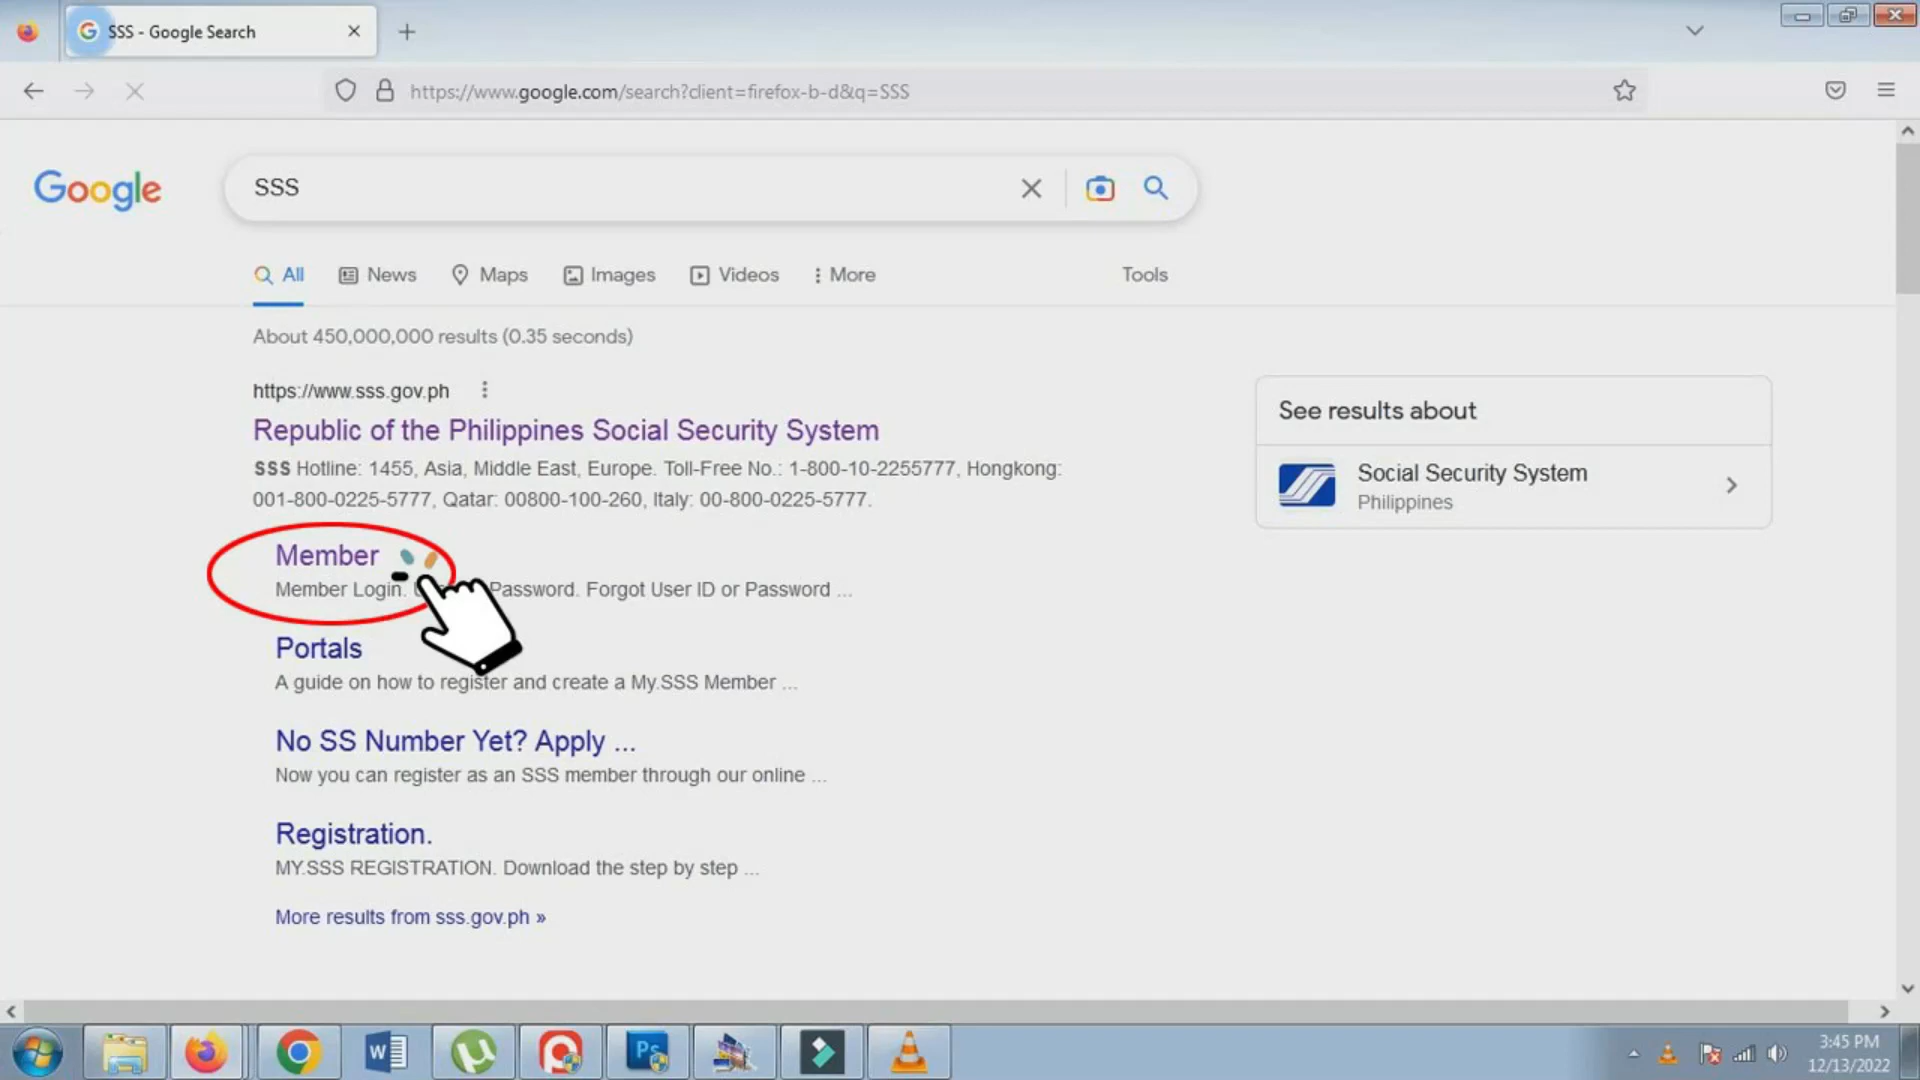 SSS - Google Search
https://www.google.com/search?client=firefox-b-d&q=SSS
Google
SSS
All
News
Maps
Images
Videos
More
Tools
About 450,000,000 results (0.35 seconds)
https://www.sss.gov.ph
Republic of the Philippines Social Security System
SSS Hotline: 1455, Asia, Middle East, Europe. Toll-Free No.: 1-800-10-2255777, Hongkong:
001-800-0225-5777, Qatar: 00800-100-260, Italy: 00-800-0225-5777.
See results about
Social Security System
Philippines
Member
Member Login. Password. Forgot User ID or Password ...
Portals
A guide on how to register and create a My.SSS Member ...
No SS Number Yet? Apply ...
Now you can register as an SSS member through our online ...
Registration.
MY.SSS REGISTRATION. Download the step by step ...
More results from sss.gov.ph »
W
Ps
3:45 PM
12/13/2022